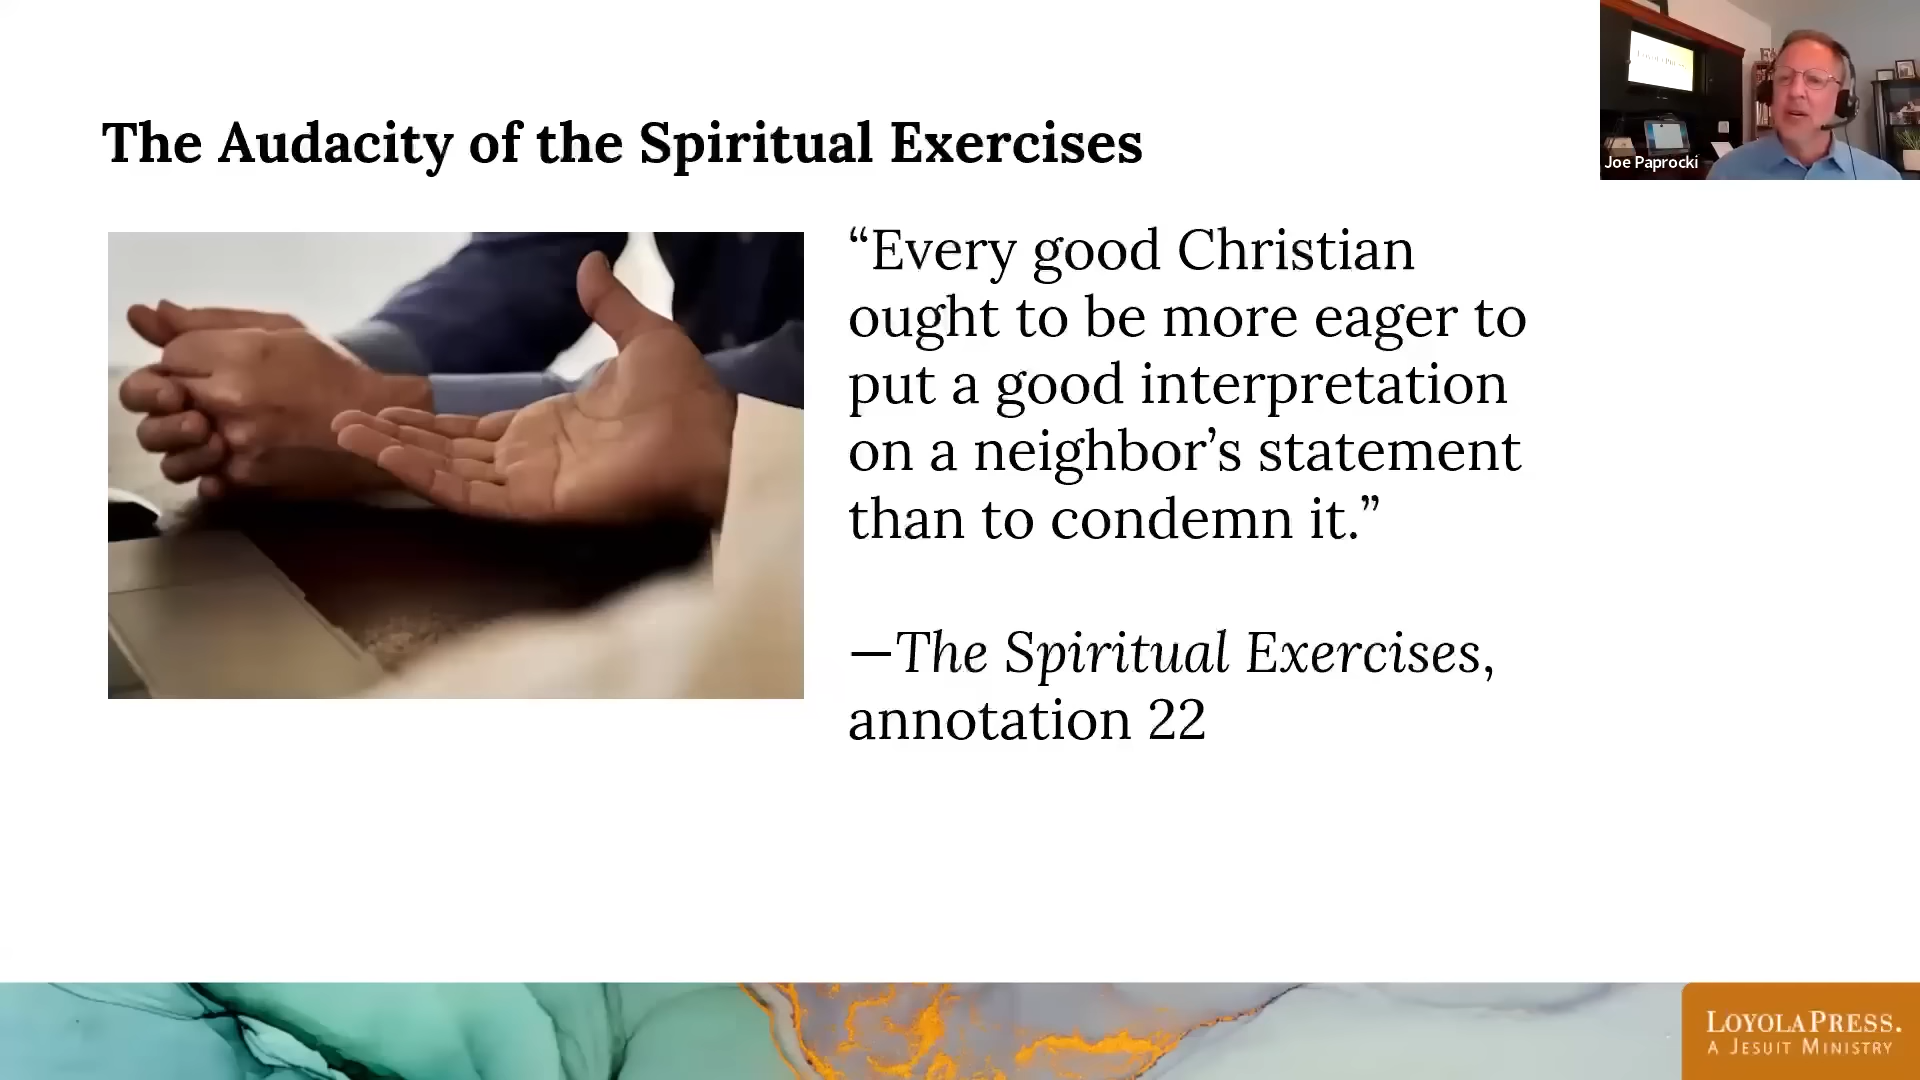 The Audacity of the Spiritual Exercises
“Every good Christian
ought to be more eager to
put a good interpretation
on a neighbor’s statement
than to condemn it.”
—The Spiritual Exercises,
annotation 22
Joe Paprocki
LOYOLAPRESS.
A JESUIT MINISTRY